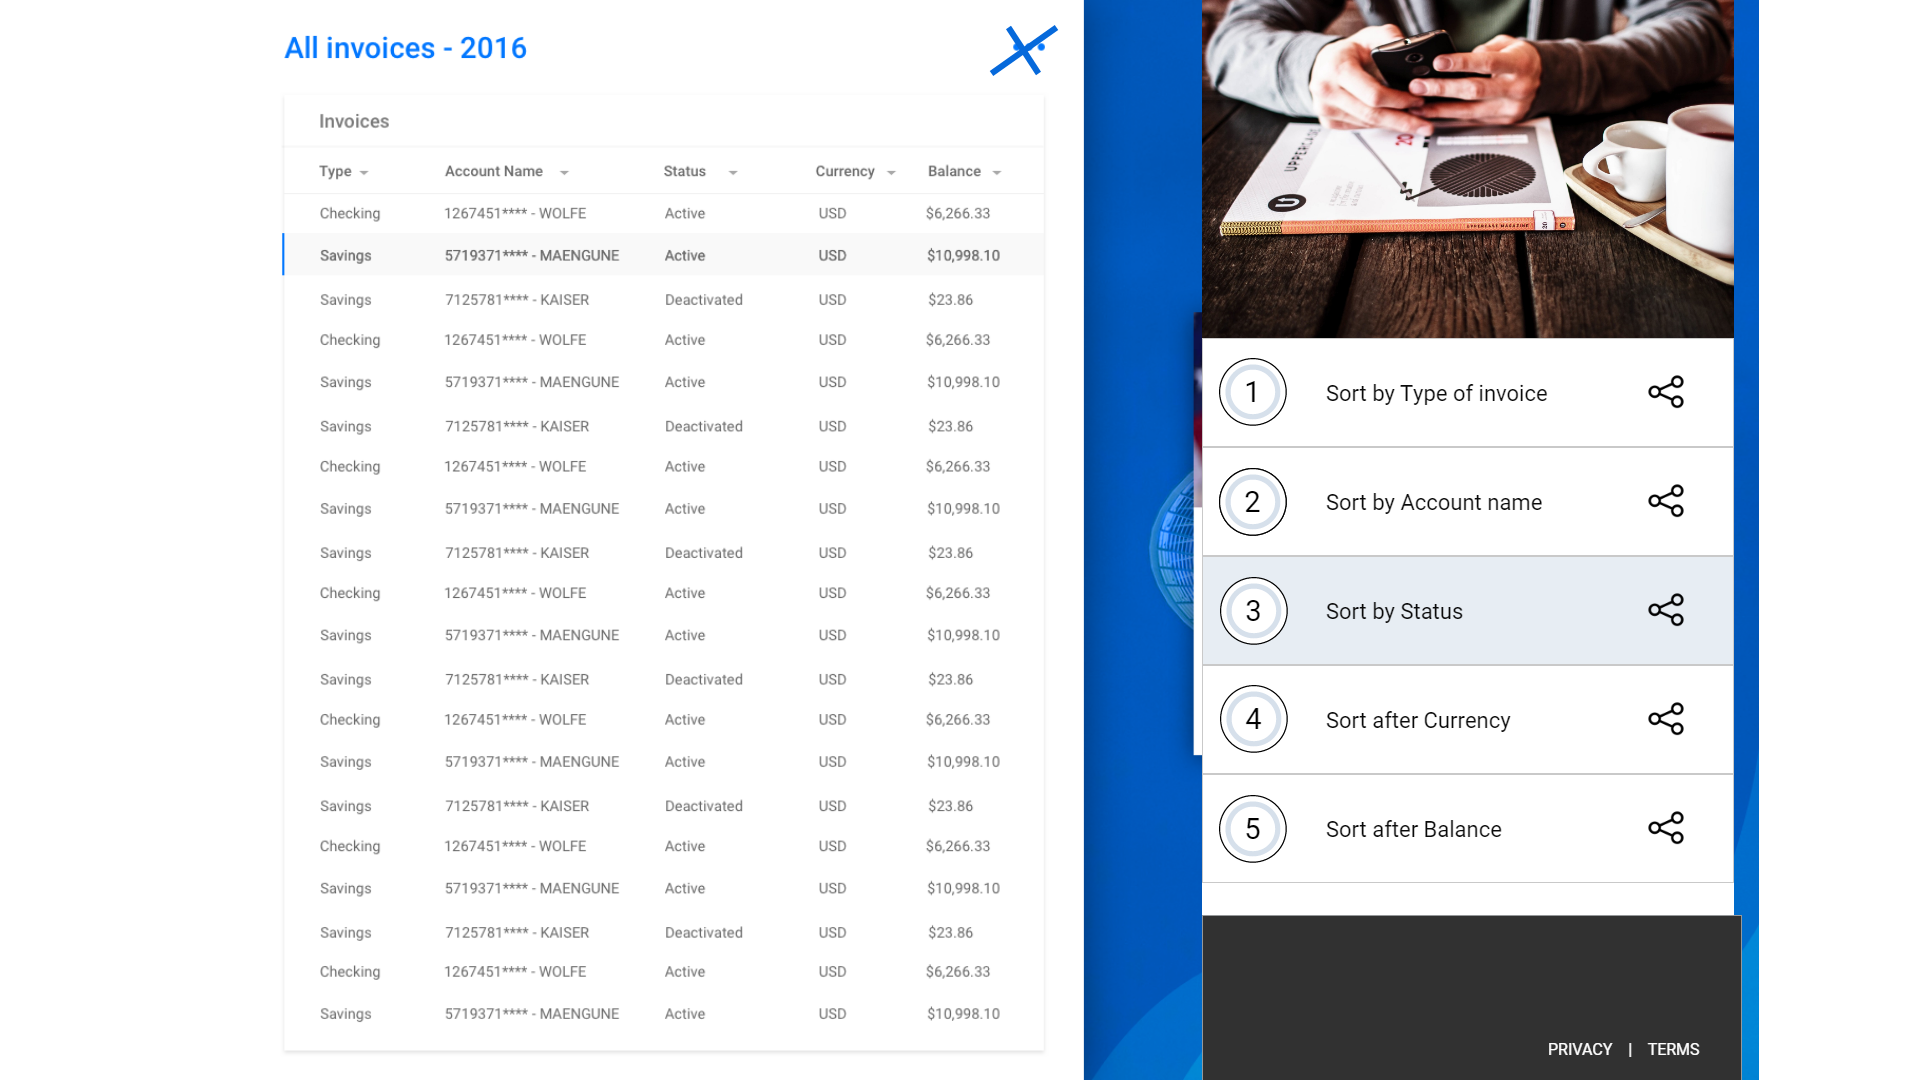 All invoices - 2016
Invoices
Type Account Name Status Currency Balance
Checking 1267451**** - WOLFE Active USD $6,266.33
Savings 5719371**** - MAENGUNE Active USD $10,998.10
Savings 7125781**** - KAISER Deactivated USD $23.86
Checking 1267451**** - WOLFE Active USD $6,266.33
Savings 5719371**** - MAENGUNE Active USD $10,998.10
Savings 7125781**** - KAISER Deactivated USD $23.86
Checking 1267451**** - WOLFE Active USD $6,266.33
Savings 5719371**** - MAENGUNE Active USD $10,998.10
Savings 7125781**** - KAISER Deactivated USD $23.86
Checking 1267451**** - WOLFE Active USD $6,266.33
Savings 5719371**** - MAENGUNE Active USD $10,998.10
Savings 7125781**** - KAISER Deactivated USD $23.86
Checking 1267451**** - WOLFE Active USD $6,266.33
Savings 5719371**** - MAENGUNE Active USD $10,998.10
Savings 7125781**** - KAISER Deactivated USD $23.86
Checking 1267451**** - WOLFE Active USD $6,266.33
Savings 5719371**** - MAENGUNE Active USD $10,998.10
Savings 7125781**** - KAISER Deactivated USD $23.86
Checking 1267451**** - WOLFE Active USD $6,266.33
Savings 5719371**** - MAENGUNE Active USD $10,998.10
UPPERCASE
20
U
UPPERCASE MAGAZINE
20
1 Sort by Type of invoice
2 Sort by Account name
3 Sort by Status
4 Sort after Currency
5 Sort after Balance
PRIVACY | TERMS